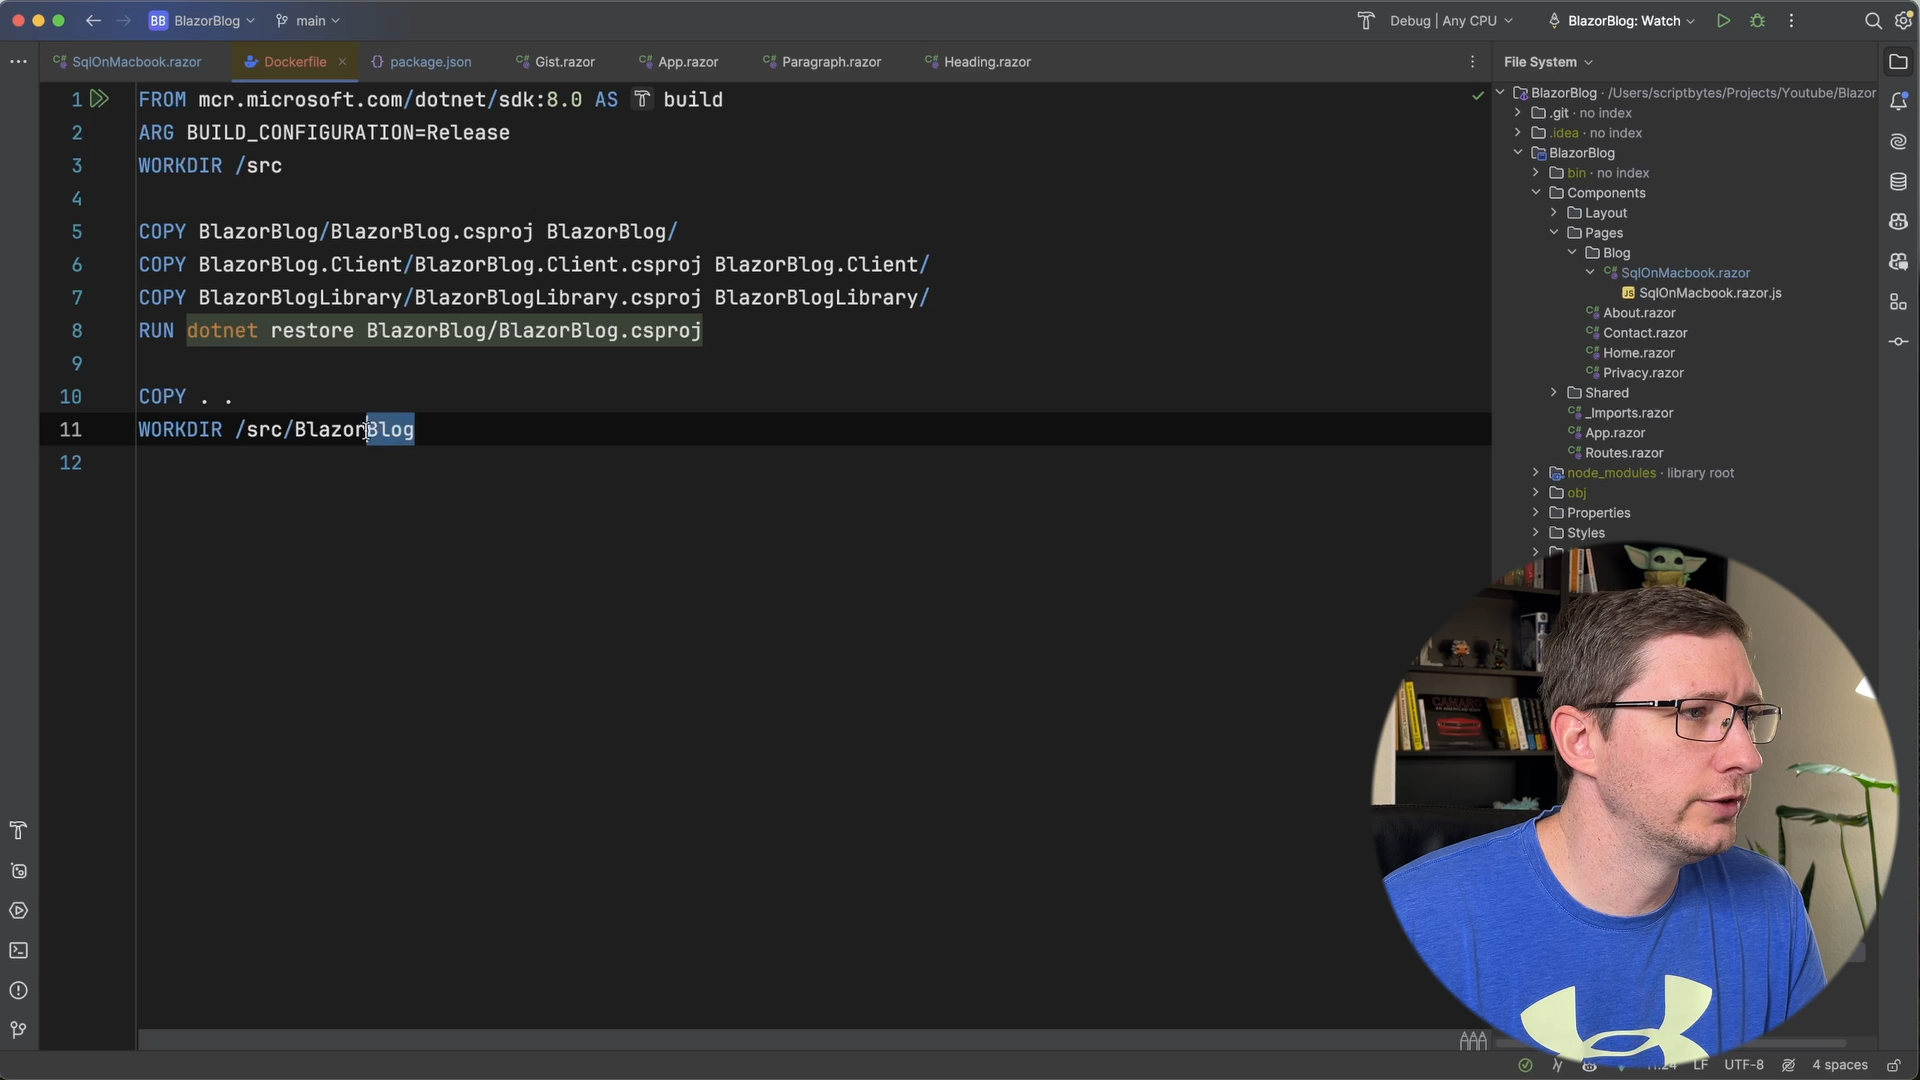 BB BlazorBlog main Debug | Any CPU BlazorBlog: Watch
SqlOnMacbook.razor Dockerfile package.json Gist.razor App.razor Paragraph.razor Heading.razor File System
1 FROM mcr.microsoft.com/dotnet/sdk:8.0 AS build
2 ARG BUILD_CONFIGURATION=Release
3 WORKDIR /src
4
5 COPY BlazorBlog/BlazorBlog.csproj BlazorBlog/
6 COPY BlazorBlog.Client/BlazorBlog.Client.csproj BlazorBlog.Client/
7 COPY BlazorBlogLibrary/BlazorBlogLibrary.csproj BlazorBlogLibrary/
8 RUN dotnet restore BlazorBlog/BlazorBlog.csproj
9
10 COPY . .
11 WORKDIR /src/BlazorBlog
12
BlazorBlog · /Users/scriptbytes/Projects/Youtube/Blazor
.git · no index
.idea · no index
BlazorBlog
bin · no index
Components
Layout
Pages
Blog
C# SqlOnMacbook.razor
JS SqlOnMacbook.razor.js
C# About.razor
C# Contact.razor
C# Home.razor
C# Privacy.razor
Shared
C# _Imports.razor
C# App.razor
C# Routes.razor
node_modules · library root
obj
Properties
Styles
CAMARO
11:24 LF UTF-8 4 spaces